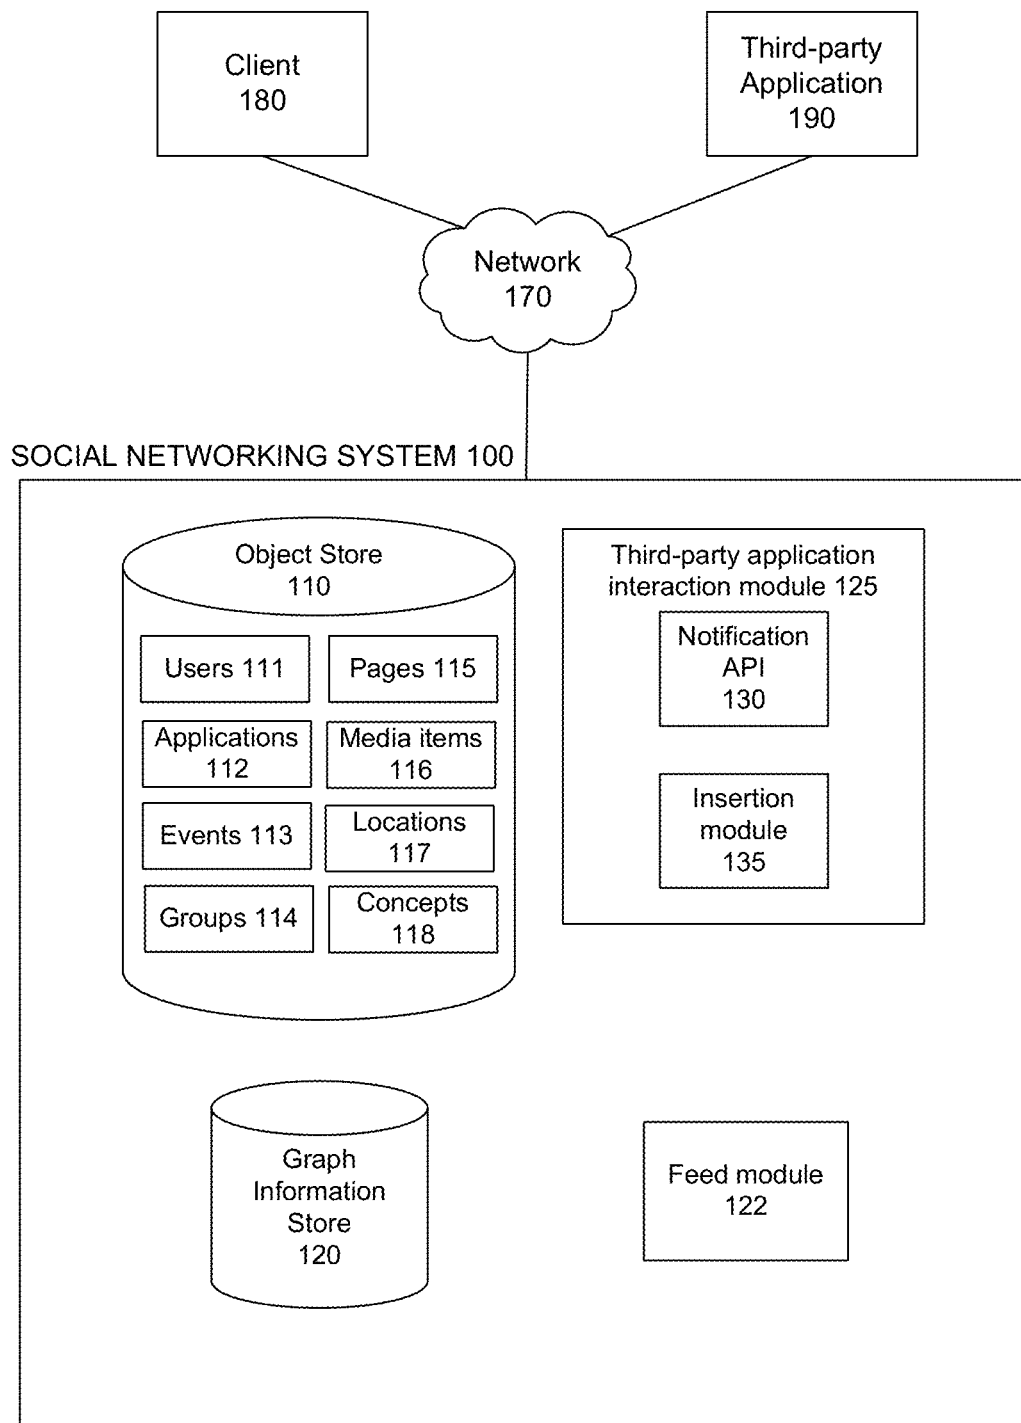 Client
180
Third-party
Application
190
Network
170
SOCIAL NETWORKING SYSTEM 100
Object Store
110
Users 111
Pages 115
Applications
112
Media items
116
Events 113
Locations
117
Groups 114
Concepts
118
Third-party application
interaction module 125
Notification
API
130
Insertion
module
135
Graph
Information
Store
120
Feed module
122